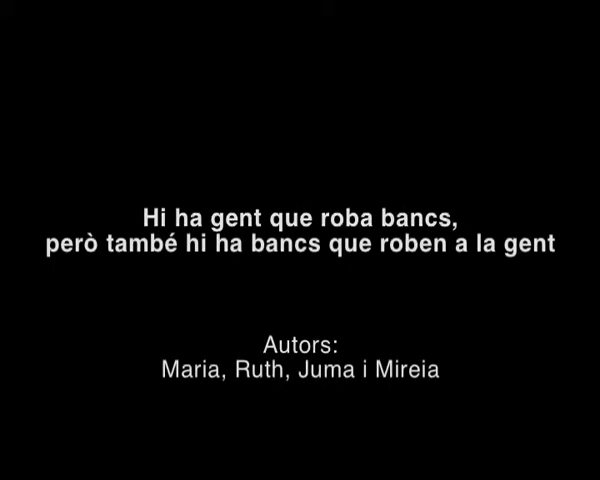 Hi ha gent que roba bancs,
però també hi ha bancs que roben a la gent
Autors:
Maria, Ruth, Juma i Mireia